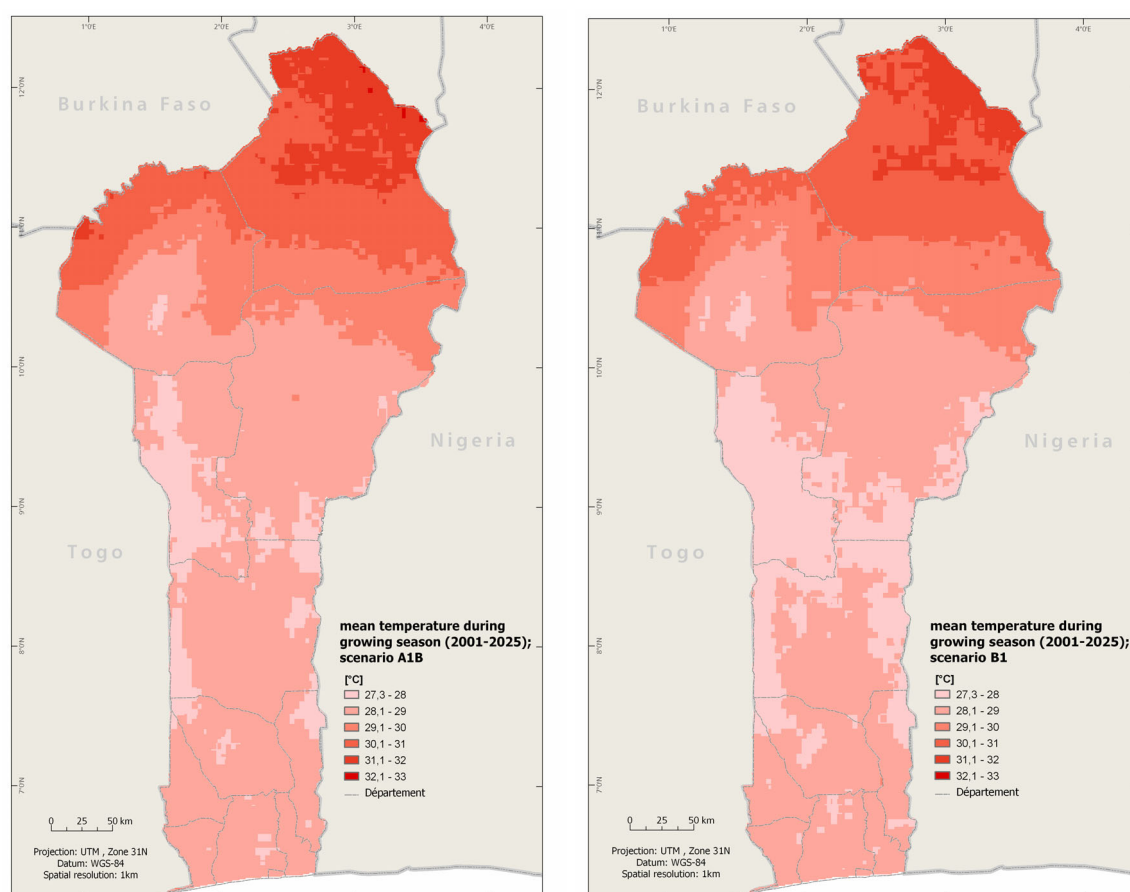 1°0'E 2°0'E 3°0'E 4°0'E
12°0'N
Burkina Faso
10°0'N
Nigeria
9°0'N
Togo
8°0'N
7°0'N
mean temperature during
growing season (2001-2025);
scenario A1B
[°C]
27,3 - 28
28,1 - 29
29,1 - 30
30,1 - 31
31,1 - 32
32,1 - 33
Département
0 25 50 km
Projection: UTM , Zone 31N
Datum: WGS-84
Spatial resolution: 1km
1°0'E 2°0'E 3°0'E 4°0'E
12°0'N
Burkina Faso
10°0'N
Nigeria
9°0'N
Togo
8°0'N
7°0'N
mean temperature during
growing season (2001-2025);
scenario B1
[°C]
27,3 - 28
28,1 - 29
29,1 - 30
30,1 - 31
31,1 - 32
32,1 - 33
Département
0 25 50 km
Projection: UTM , Zone 31N
Datum: WGS-84
Spatial resolution: 1km